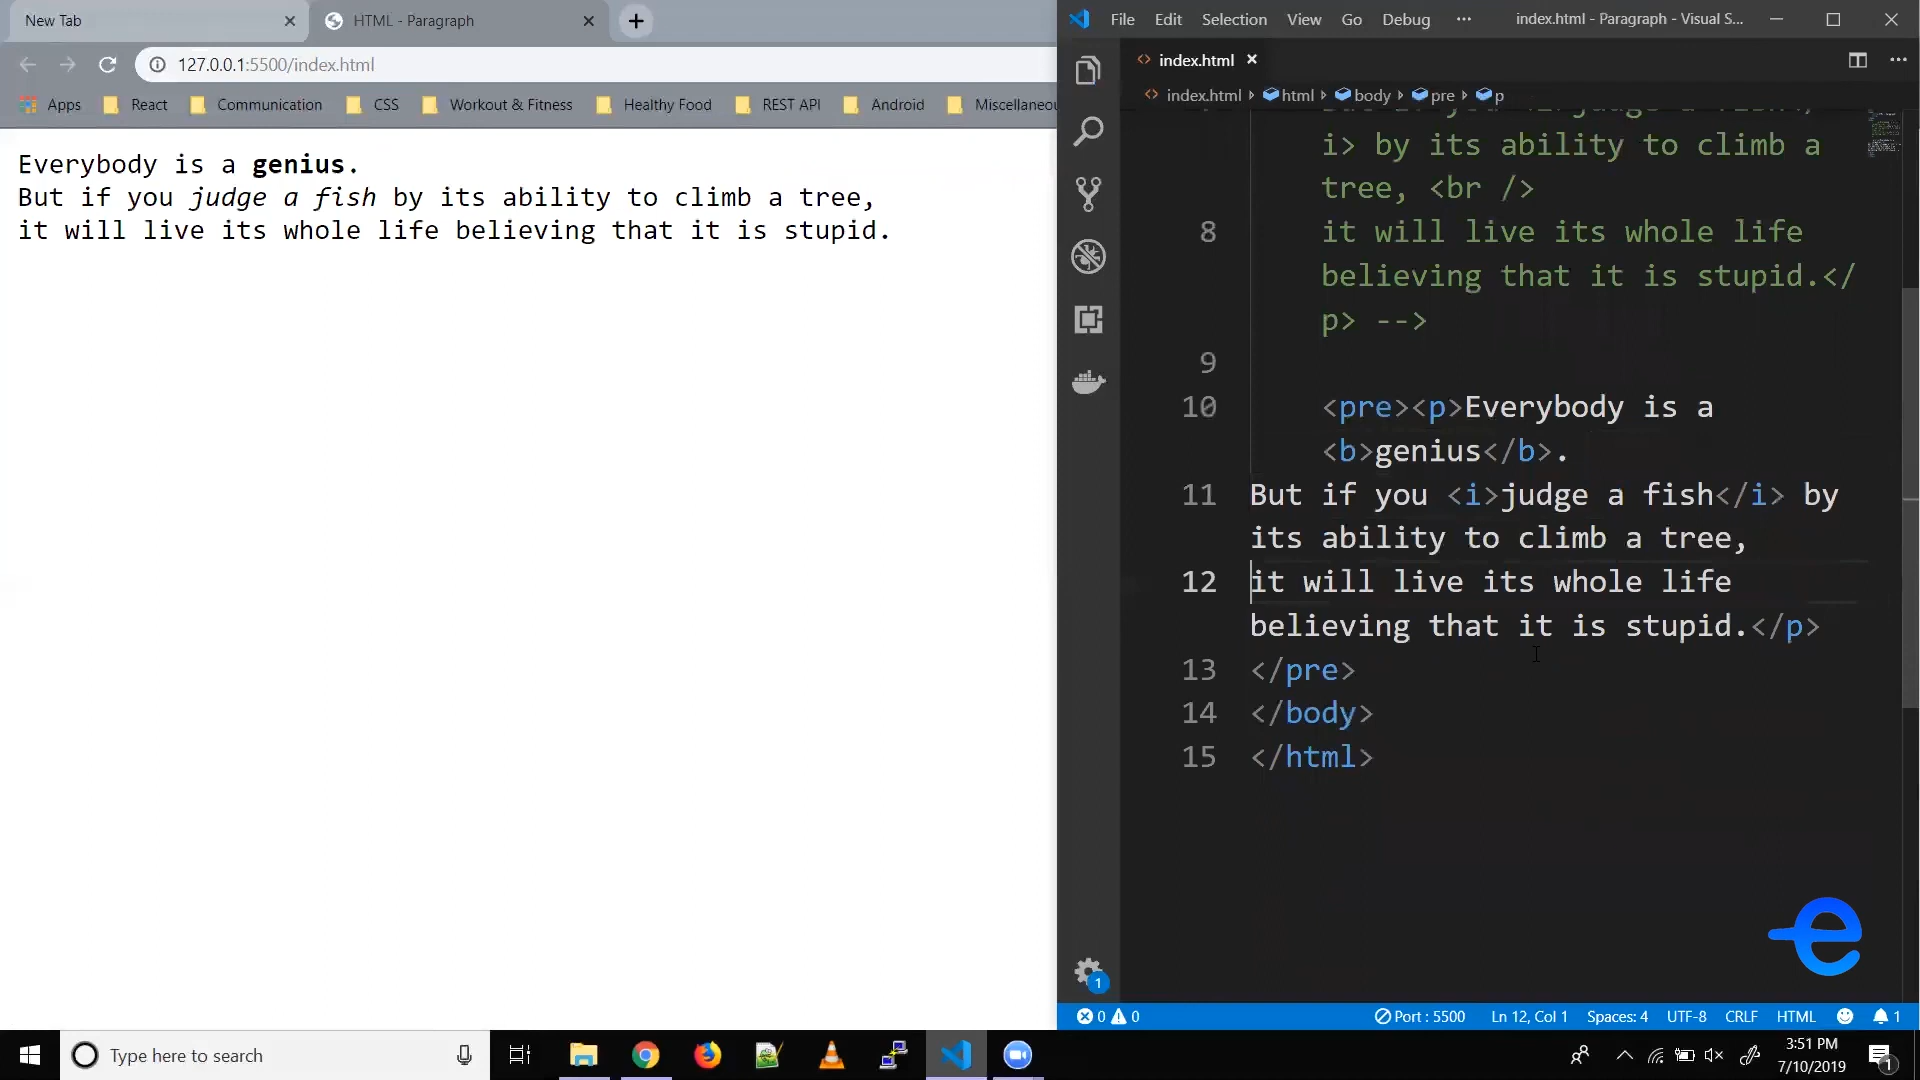 New Tab
HTML - Paragraph
127.0.0.1:5500/index.html
Apps React Communication CSS Workout & Fitness Healthy Food REST API Android
Everybody is a genius.
But if you judge a fish by its ability to climb a tree,
it will live its whole life believing that it is stupid.
File Edit Selection View Go Debug ··· index.html - Paragraph - Visual S...
index.html
index.html › html › body › pre › p
i> by its ability to climb a
tree, <br />
8 it will live its whole life
believing that it is stupid.</
p> -->
9
10 <pre><p>Everybody is a
<b>genius</b>.
11 But if you <i>judge a fish</i> by
its ability to climb a tree,
12 it will live its whole life
believing that it is stupid.</p>
13 </pre>
14 </body>
15 </html>
e
1
0 0 Port : 5500 Ln 12, Col 1 Spaces: 4 UTF-8 CRLF HTML 1
Type here to search
3:51 PM
7/10/2019
1